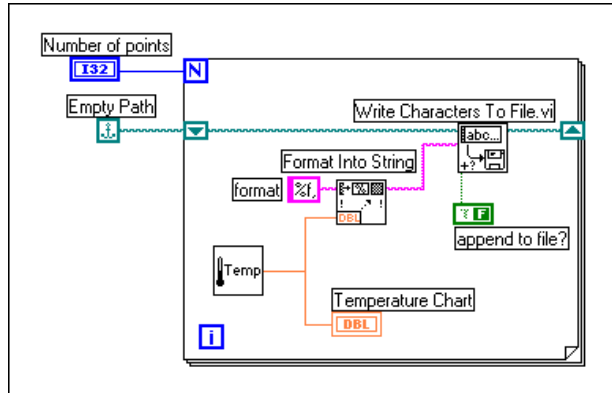 Number of points
I32
N
Empty Path
Write Characters To File.vi
abc...
+?
Format Into String
format
%f,
%
! !
DBL
F
append to file?
Temp
Temperature Chart
DBL
i